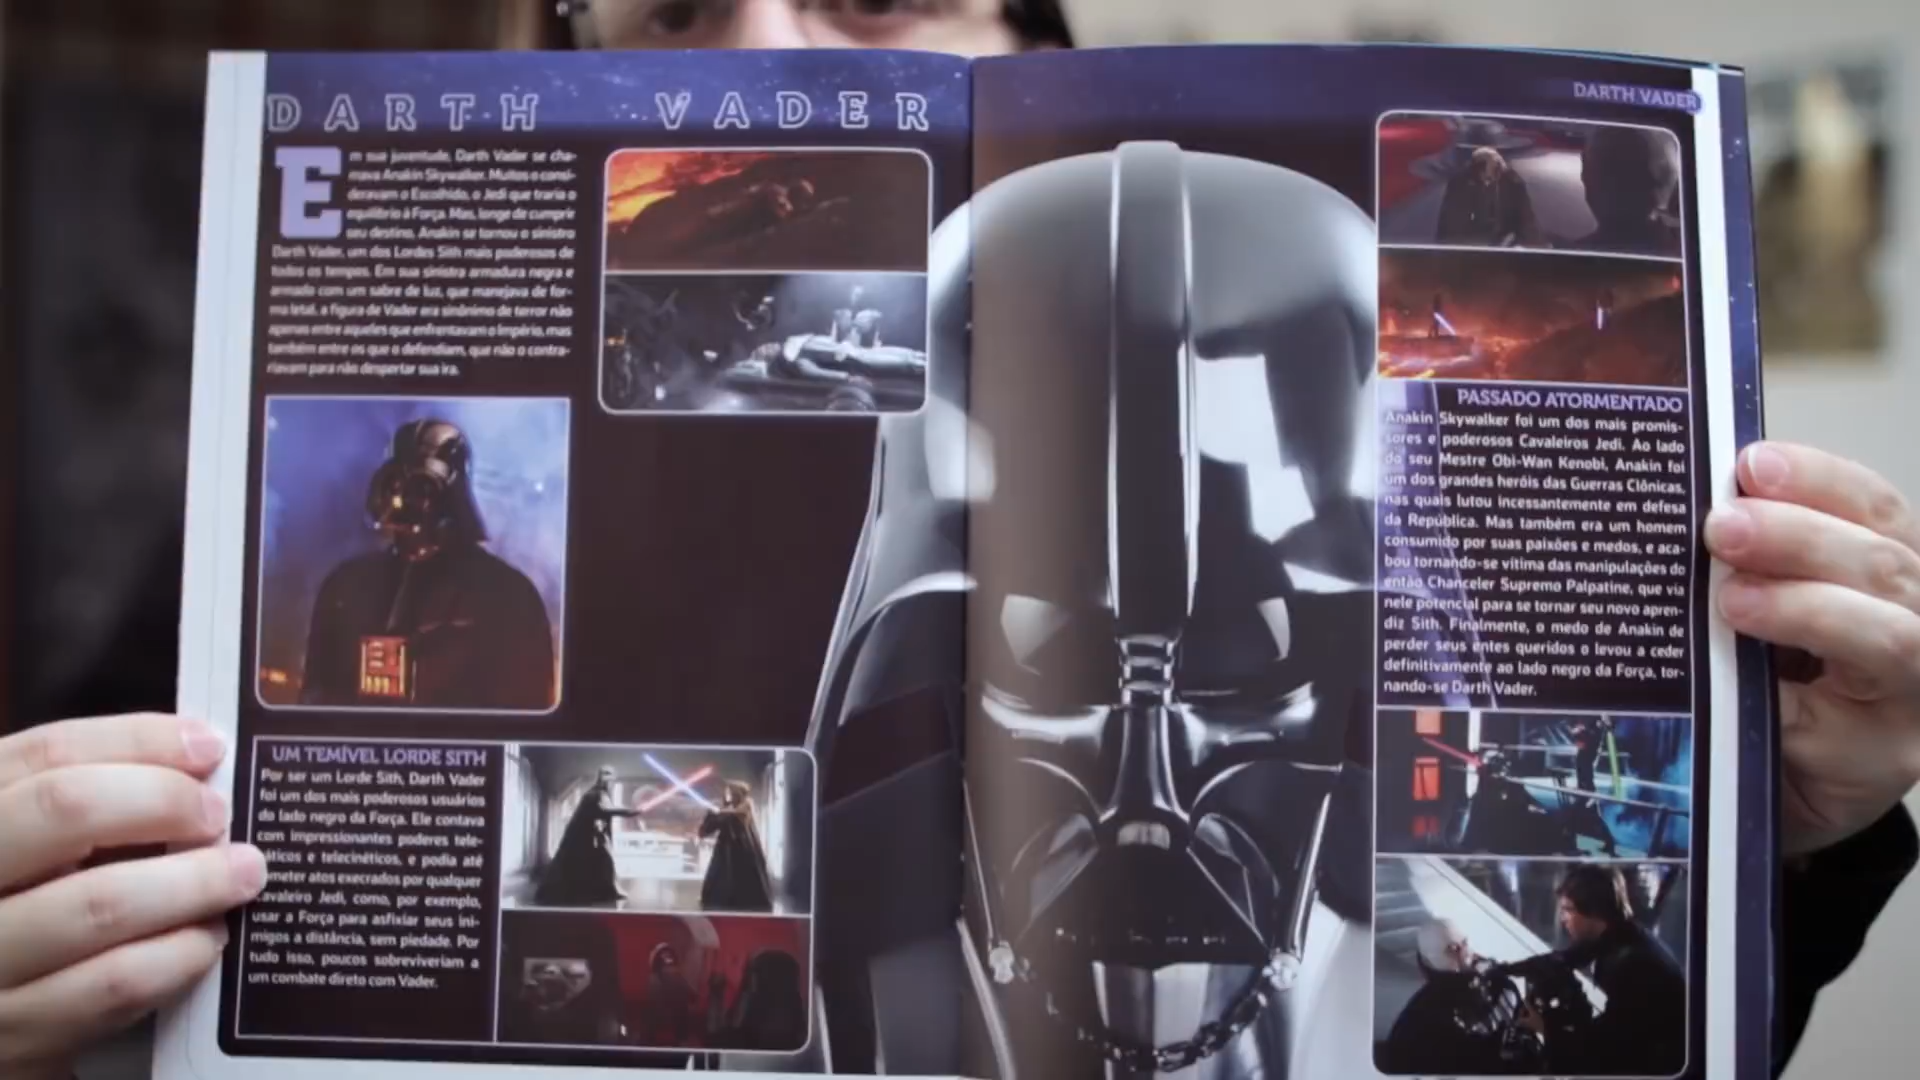 DARTH VADER
Em sua juventude, Darth Vader se cha-
mava Anakin Skywalker. Muitos o consi-
deravam o Escolhido, o Jedi que traria o
equilíbrio à Força. Mas, longe de cumprir
seu destino, Anakin se tornou o sinistro
Darth Vader, um dos Lordes Sith mais poderosos de
todos os tempos. Em sua sinistra armadura negra e
armado com um sabre de luz, que manejava de for-
ma letal, a figura de Vader era sinônimo de terror não
apenas entre aqueles que enfrentavam o Império, mas
também entre os que o defendiam, que não o contra-
riavam para não despertar sua ira.
UM TEMÍVEL LORDE SITH
Por ser um Lorde Sith, Darth Vader
foi um dos mais poderosos usuários
do lado negro da Força. Ele contava
com impressionantes poderes tele-
páticos e telecinéticos, e podia até
cometer atos execrados por qualquer
Cavaleiro Jedi, como, por exemplo,
usar a Força para asfixiar seus ini-
migos a distância, sem piedade. Por
tudo isso, poucos sobreviveriam a
um combate direto com Vader.
DARTH VADER
PASSADO ATORMENTADO
Anakin Skywalker foi um dos mais promis-
sores e poderosos Cavaleiros Jedi. Ao lado
do seu Mestre Obi-Wan Kenobi, Anakin foi
um dos grandes heróis das Guerras Clônicas,
nas quais lutou incessantemente em defesa
da República. Mas também era um homem
consumido por suas paixões e medos, e aca-
bou tornando-se vítima das manipulações do
então Chanceler Supremo Palpatine, que via
nele potencial para se tornar seu novo apren-
diz Sith. Finalmente, o medo de Anakin de
perder seus entes queridos o levou a ceder
definitivamente ao lado negro da Força, tor-
nando-se Darth Vader.